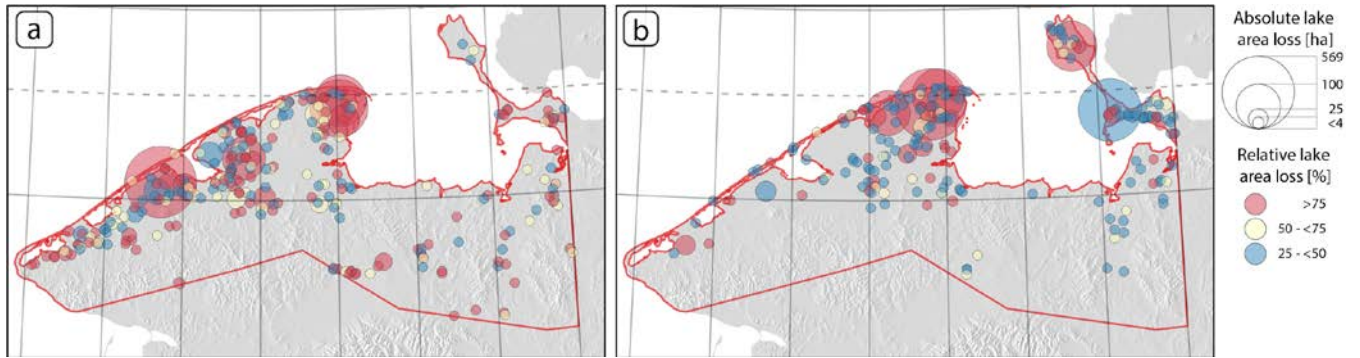 a
b
Absolute lake
area loss [ha]
569
100
25
<4
Relative lake
area loss [%]
>75
50 - <75
25 - <50